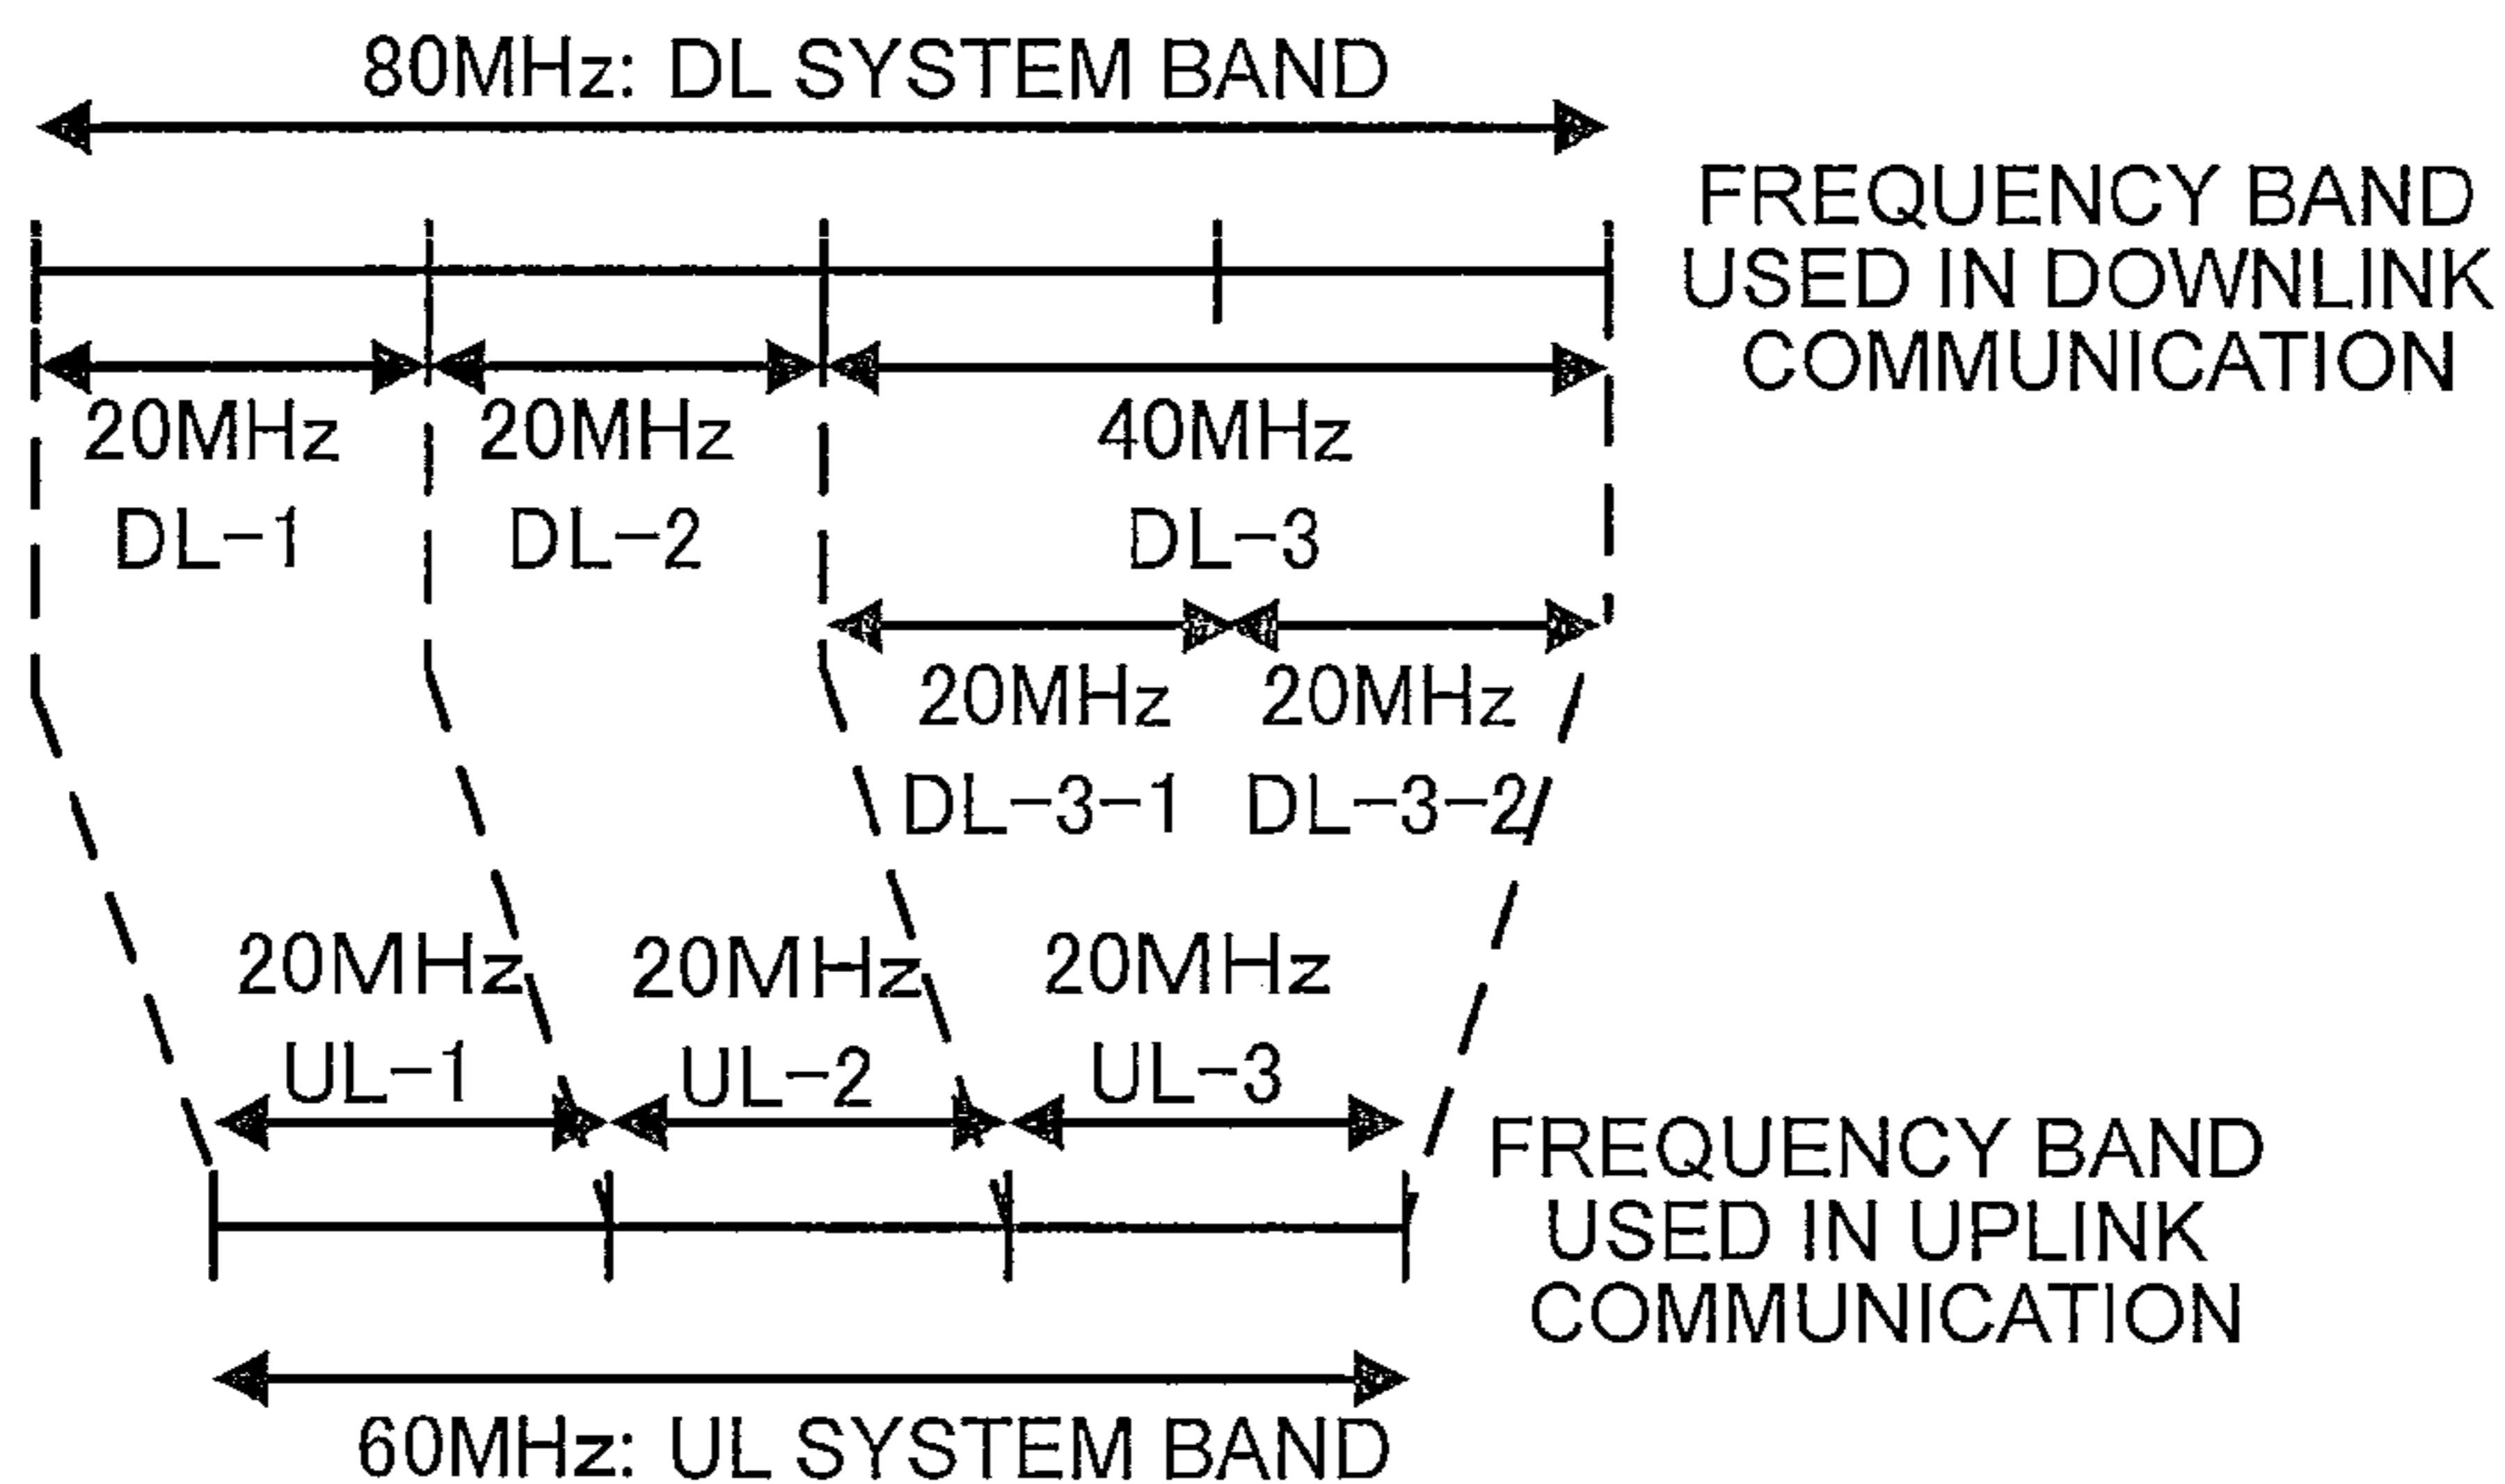 80MHz: DL SYSTEM BAND
FREQUENCY BAND
USED IN DOWNLINK
COMMUNICATION
20MHz 20MHz 40MHz
DL-1 DL-2 DL-3
20MHz 20MHz
DL-3-1 DL-3-2
20MHz 20MHz 20MHz
UL-1 UL-2 UL-3
FREQUENCY BAND
USED IN UPLINK
COMMUNICATION
60MHz: UL SYSTEM BAND